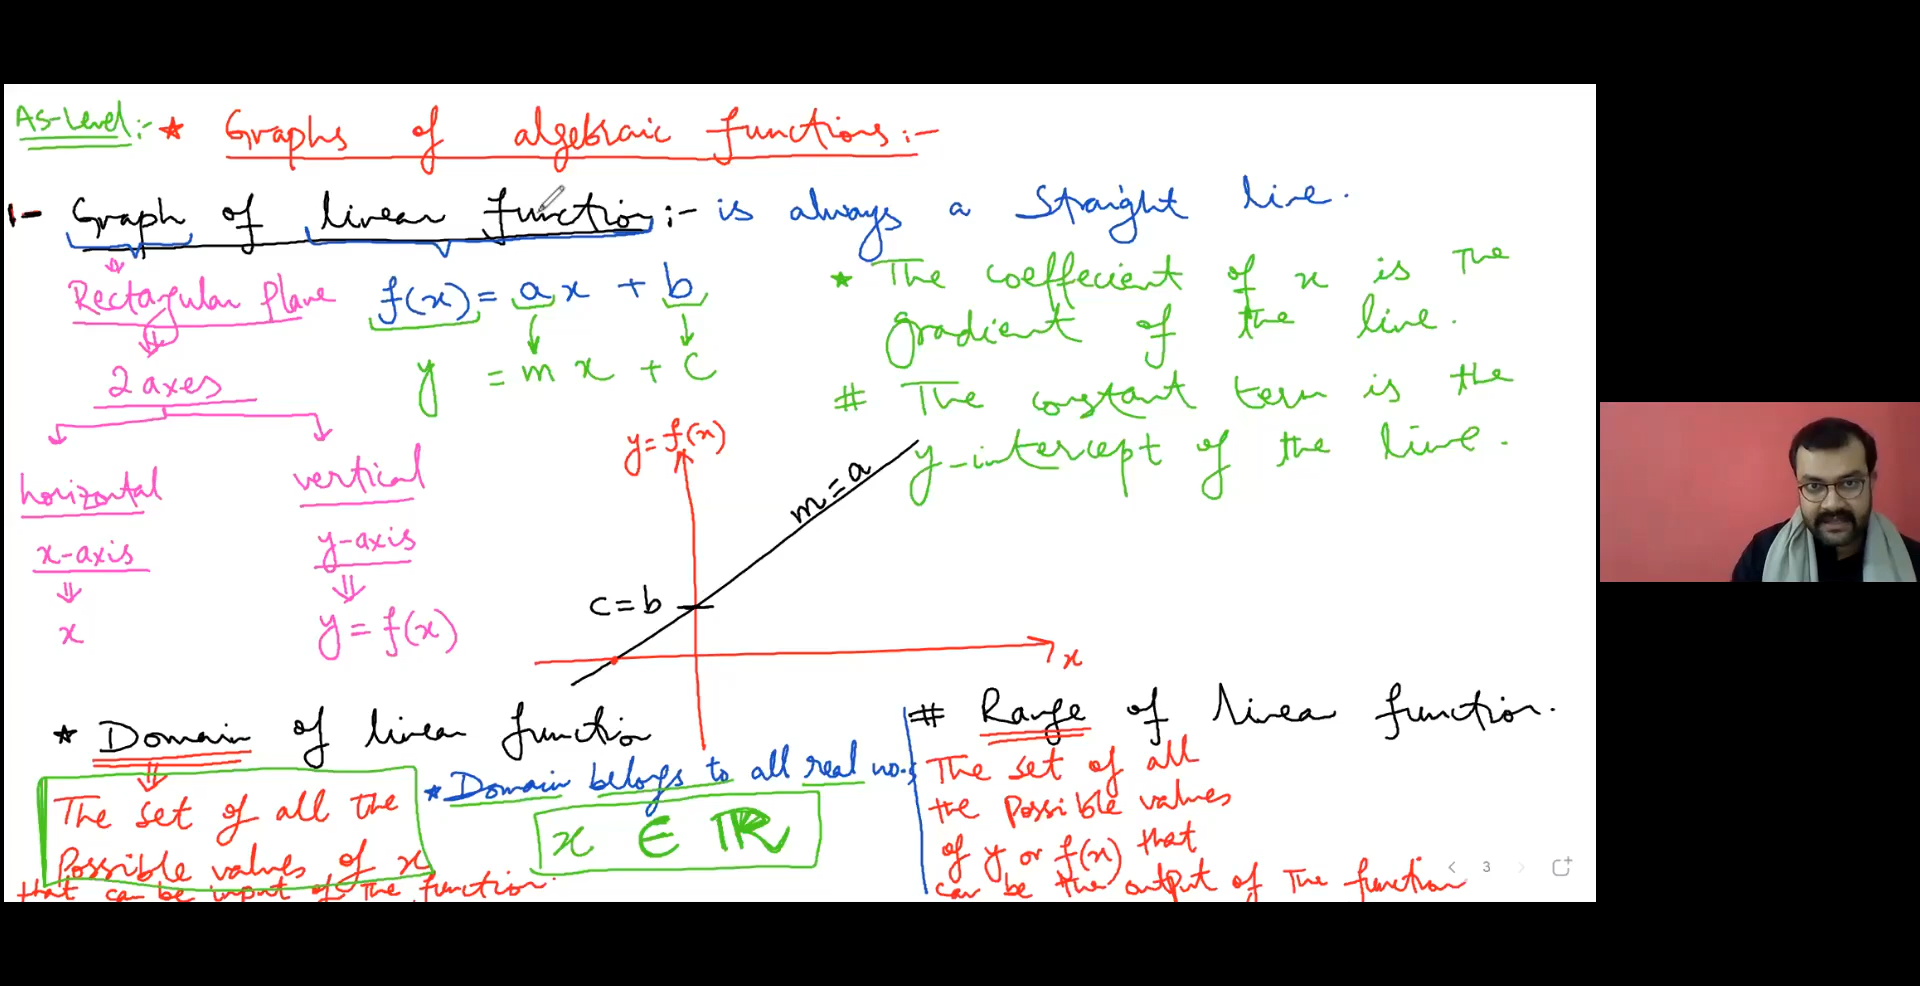 As-Level:- ★ Graphs of algebraic functions:-
1- Graph of linear function:- is always a straight line.
Rectangular plane
2 axes
horizontal
vertical
x-axis
y-axis
x
y = f(x)
f(x) = ax + b
y = mx + c
★ The coeffecient of x is the
gradient of the line.
# The constant term is the
y-intercept of the line.
y = f(x)
m = a
c = b
x
★ Domain of linear function
The set of all the
Possible values of x
that can be input of the function.
★ Domain belongs to all real no.s
x ∈ ℝ
# Range of linear function.
The set of all
the possible values
of y or f(x) that
can be the output of The function
3